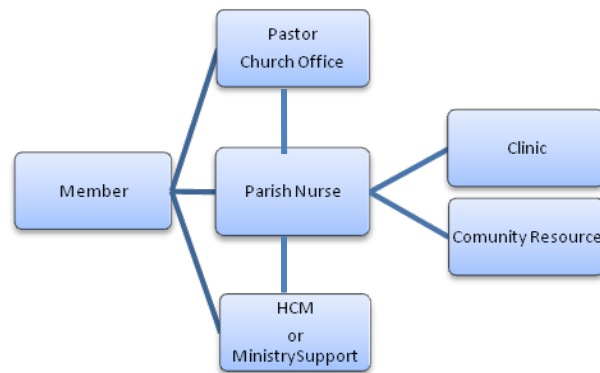 Pastor
Church Office
Member
Parish Nurse
Clinic
Comunity Resource
HCM
or
MinistrySupport